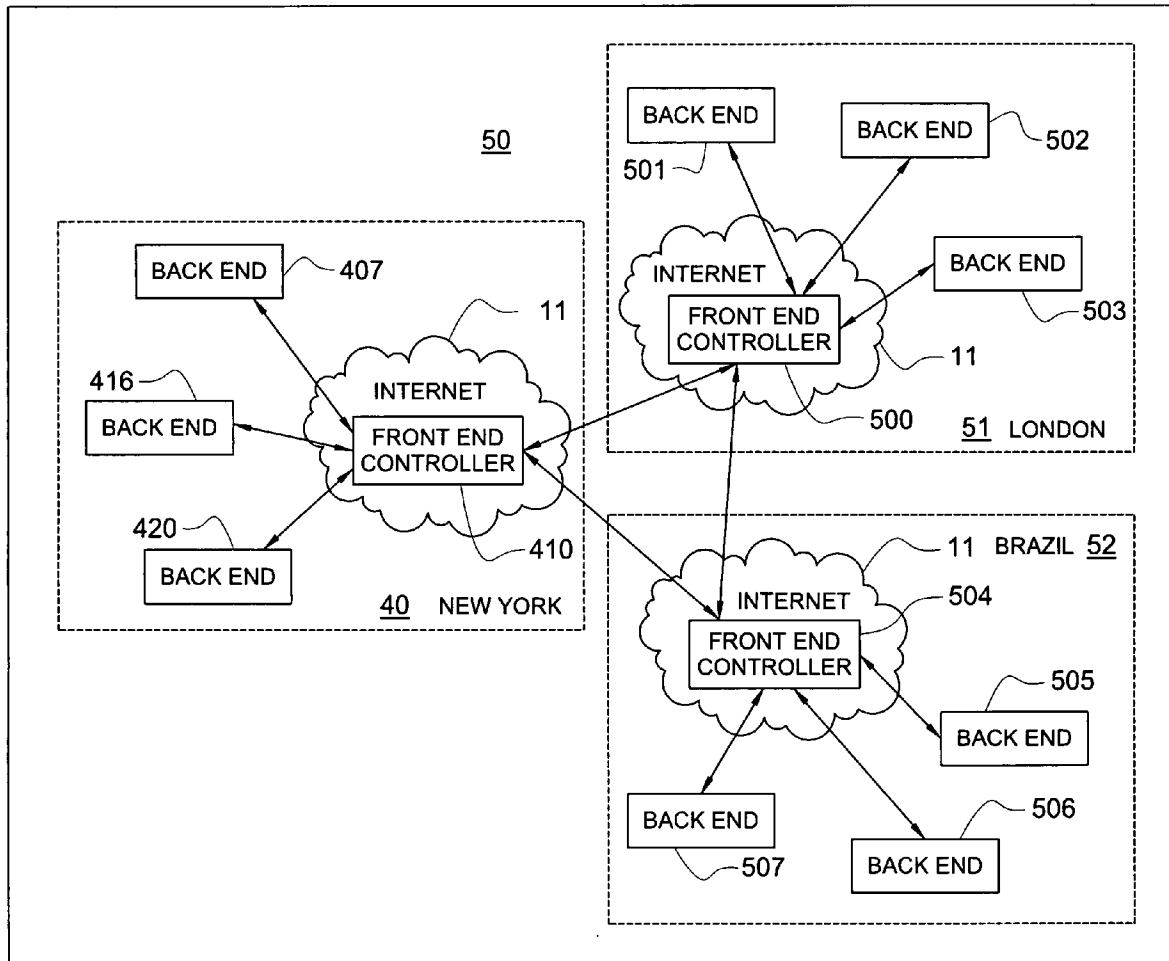 50
BACK END
407
11
416
BACK END
INTERNET
FRONT END
CONTROLLER
420
BACK END
410
40 NEW YORK
BACK END
501
BACK END
502
INTERNET
BACK END
503
FRONT END
CONTROLLER
11
500
51 LONDON
11
BRAZIL 52
INTERNET
504
FRONT END
CONTROLLER
505
BACK END
BACK END
507
506
BACK END